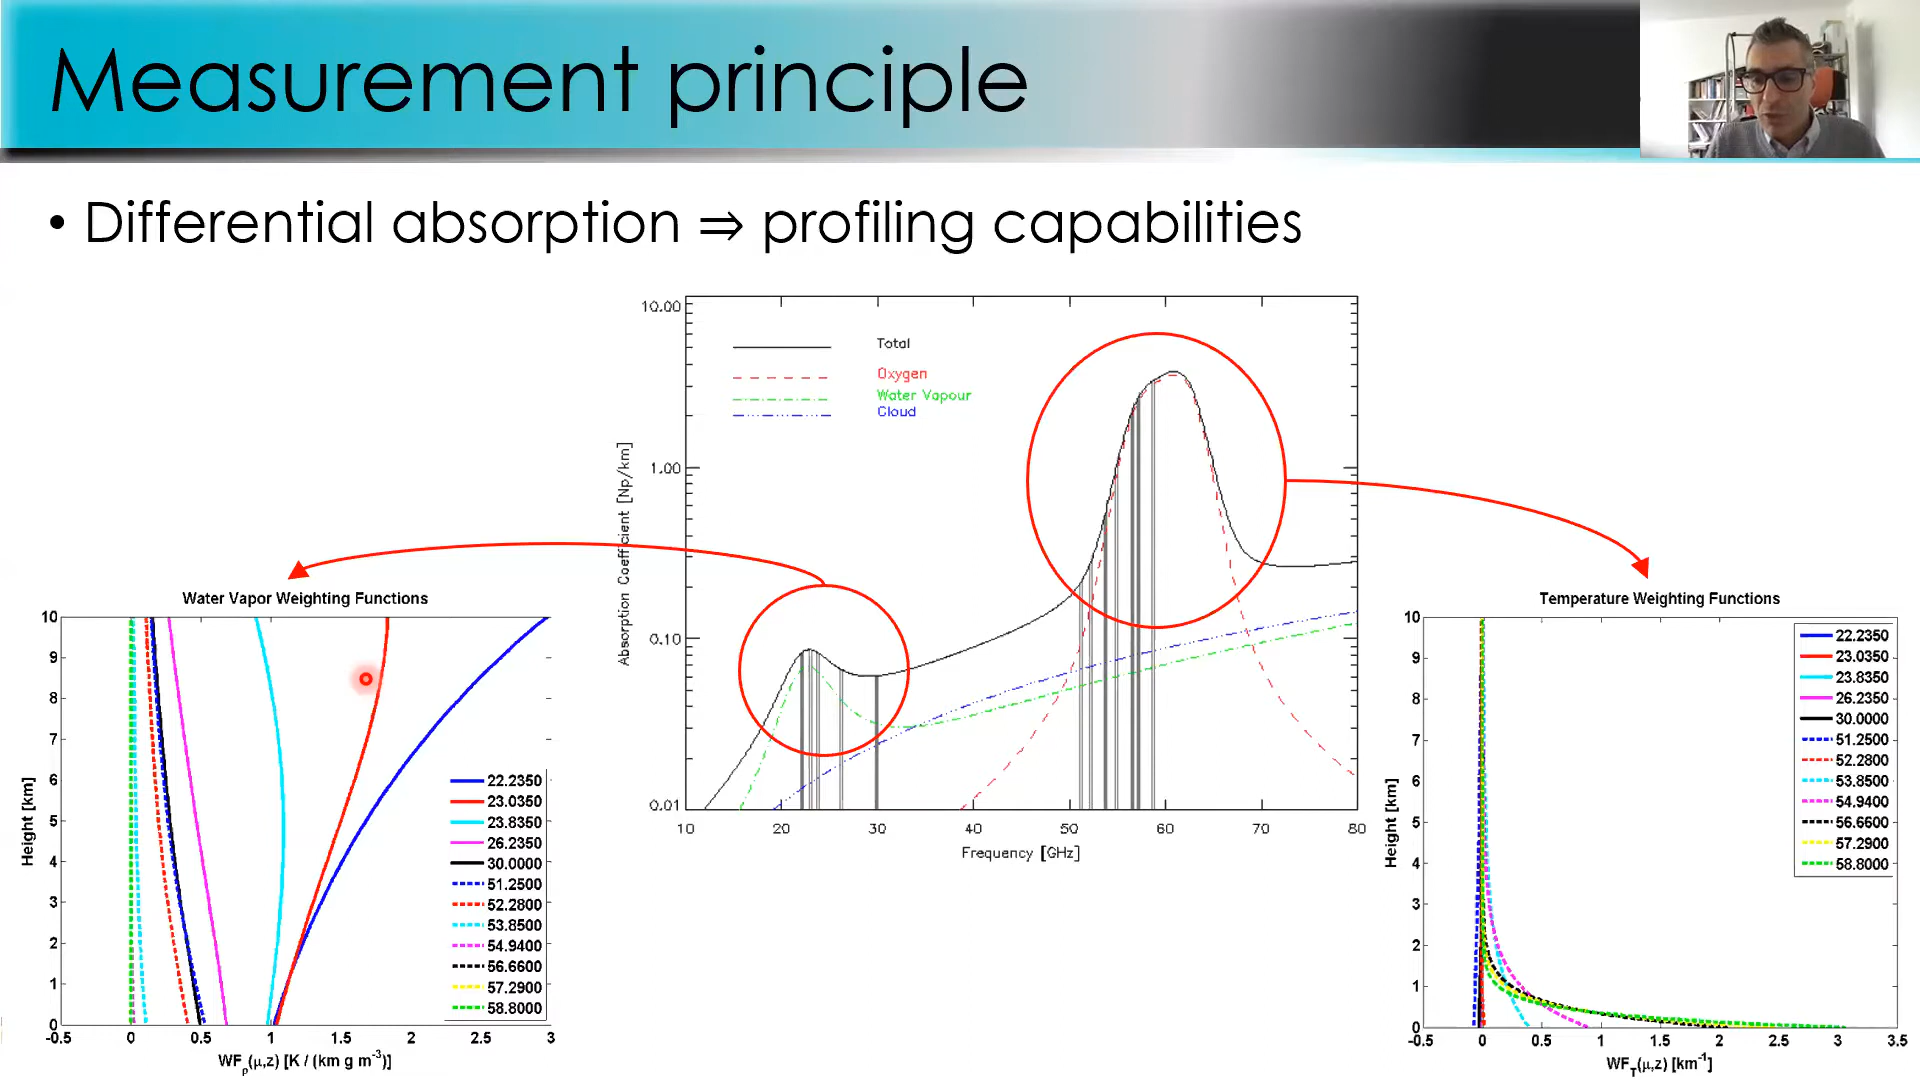 Measurement principle
• Differential absorption ⇒ profiling capabilities
10.00
1.00
0.10
0.01
Absorption Coefficient [Np/km]
Total
Oxygen
Water Vapour
Cloud
10 20 30 40 50 60 70 80
Frequency [GHz]
Water Vapor Weighting Functions
10
9
8
7
6
5
4
3
2
1
0
Height [km]
22.2350
23.0350
23.8350
26.2350
30.0000
51.2500
52.2800
53.8500
54.9400
56.6600
57.2900
58.8000
-0.5 0 0.5 1 1.5 2 2.5 3
WFρ(μ,z) [K / (km g m⁻³)]
Temperature Weighting Functions
10
9
8
7
6
5
4
3
2
1
0
Height [km]
22.2350
23.0350
23.8350
26.2350
30.0000
51.2500
52.2800
53.8500
54.9400
56.6600
57.2900
58.8000
-0.5 0 0.5 1 1.5 2 2.5 3 3.5
WF_T(μ,z) [km⁻¹]